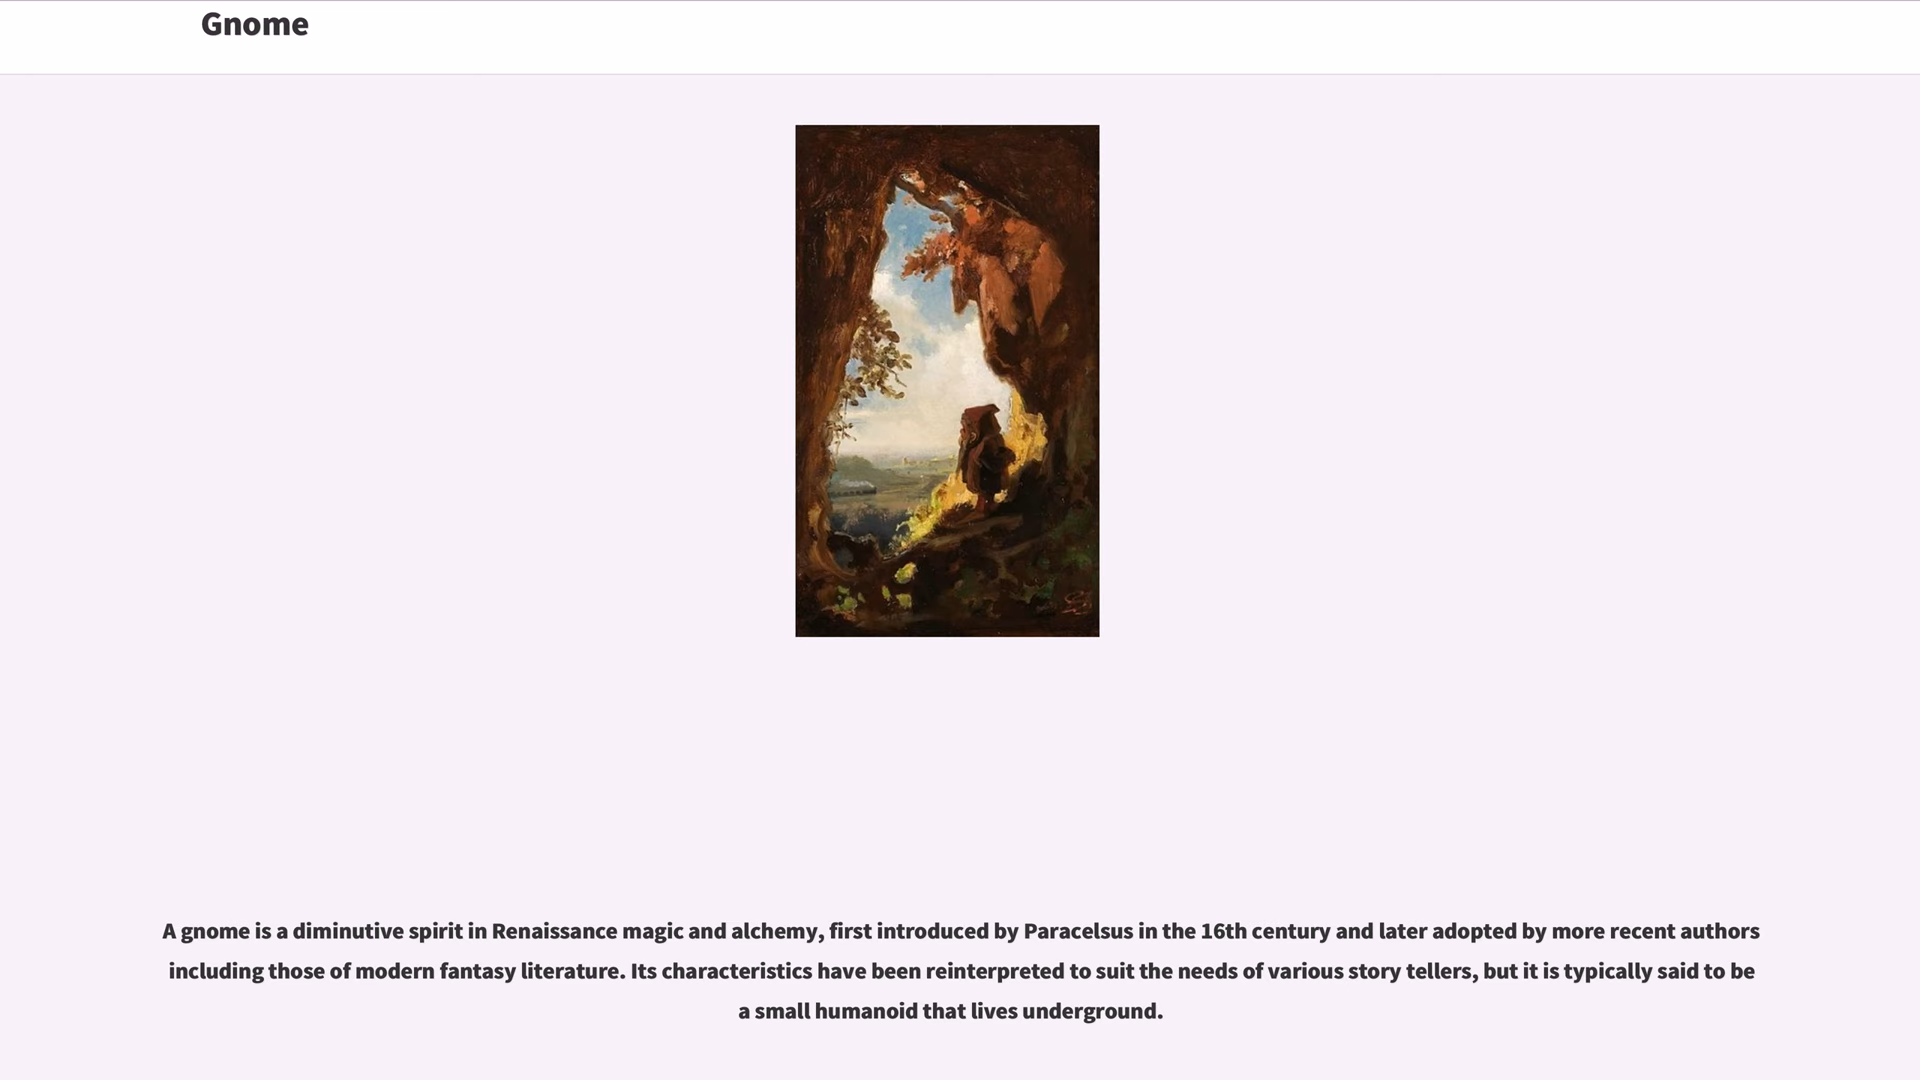 Gnome
A gnome is a diminutive spirit in Renaissance magic and alchemy, first introduced by Paracelsus in the 16th century and later adopted by more recent authors
including those of modern fantasy literature. Its characteristics have been reinterpreted to suit the needs of various story tellers, but it is typically said to be
a small humanoid that lives underground.